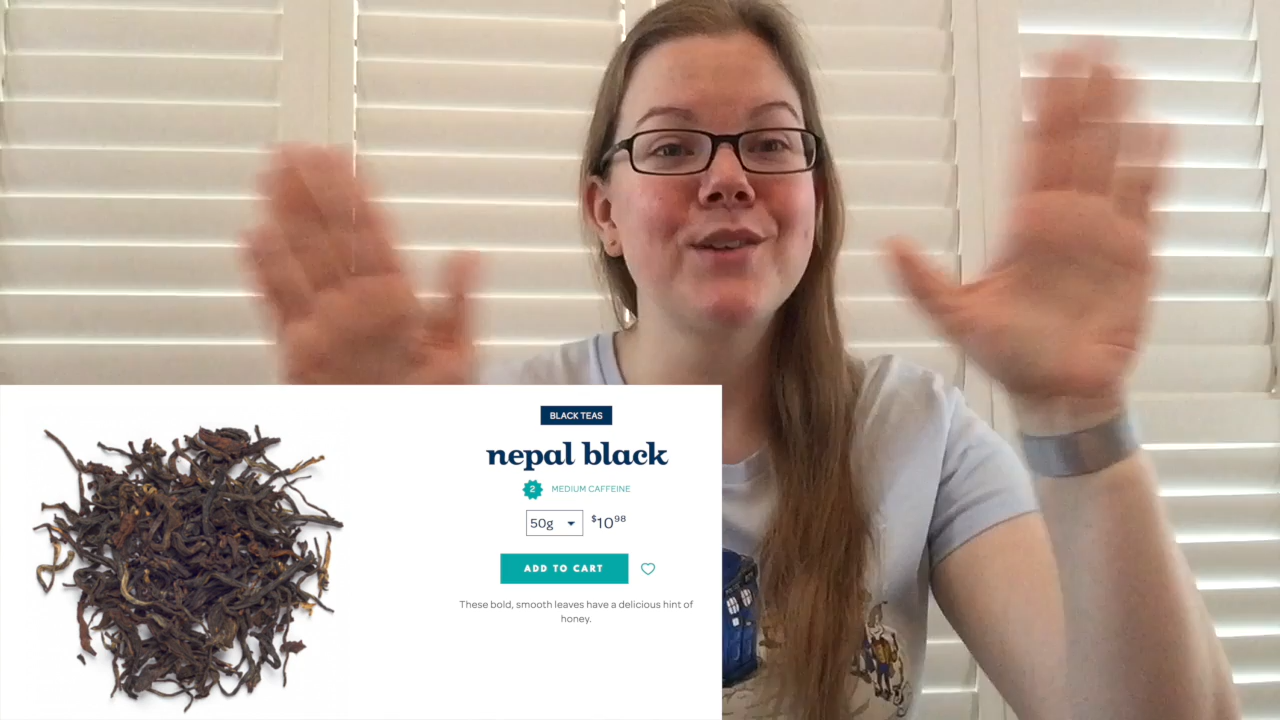 BLACK TEAS
nepal black
2 MEDIUM CAFFEINE
50g $10.98
ADD TO CART
These bold, smooth leaves have a delicious hint of
honey.